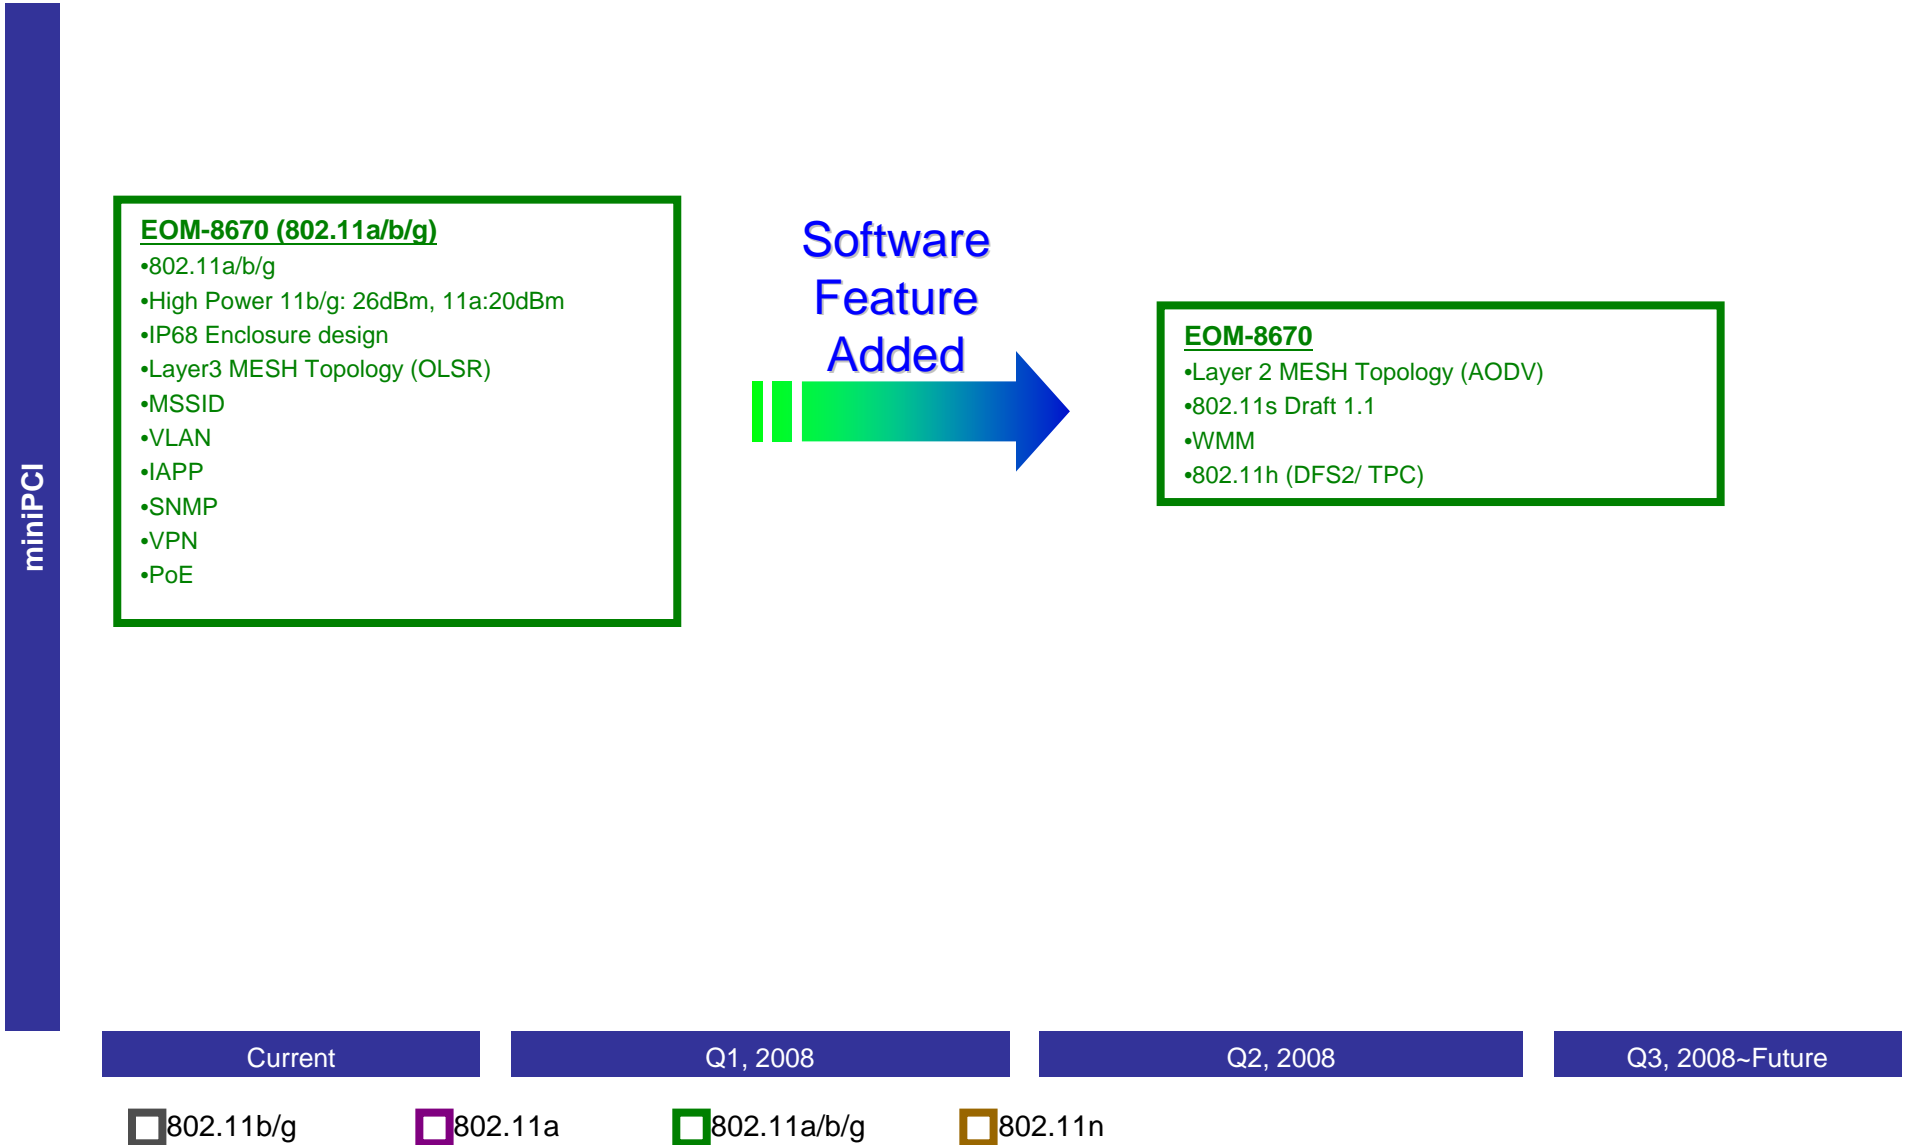 miniPCI
EOM-8670 (802.11a/b/g)
•802.11a/b/g
•High Power 11b/g: 26dBm, 11a:20dBm
•IP68 Enclosure design
•Layer3 MESH Topology (OLSR)
•MSSID
•VLAN
•IAPP
•SNMP
•VPN
•PoE
Software
Feature
Added
EOM-8670
•Layer 2 MESH Topology (AODV)
•802.11s Draft 1.1
•WMM
•802.11h (DFS2/ TPC)
Current
Q1, 2008
Q2, 2008
Q3, 2008~Future
802.11b/g
802.11a
802.11a/b/g
802.11n